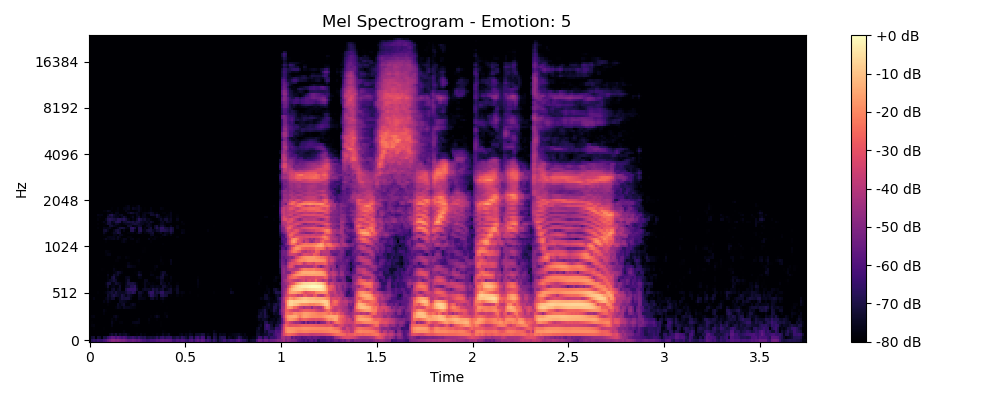 Mel Spectrogram - Emotion: 5
Hz
16384
8192
4096
2048
1024
512
0
0 0.5 1 1.5 2 2.5 3 3.5
Time
+0 dB
-10 dB
-20 dB
-30 dB
-40 dB
-50 dB
-60 dB
-70 dB
-80 dB